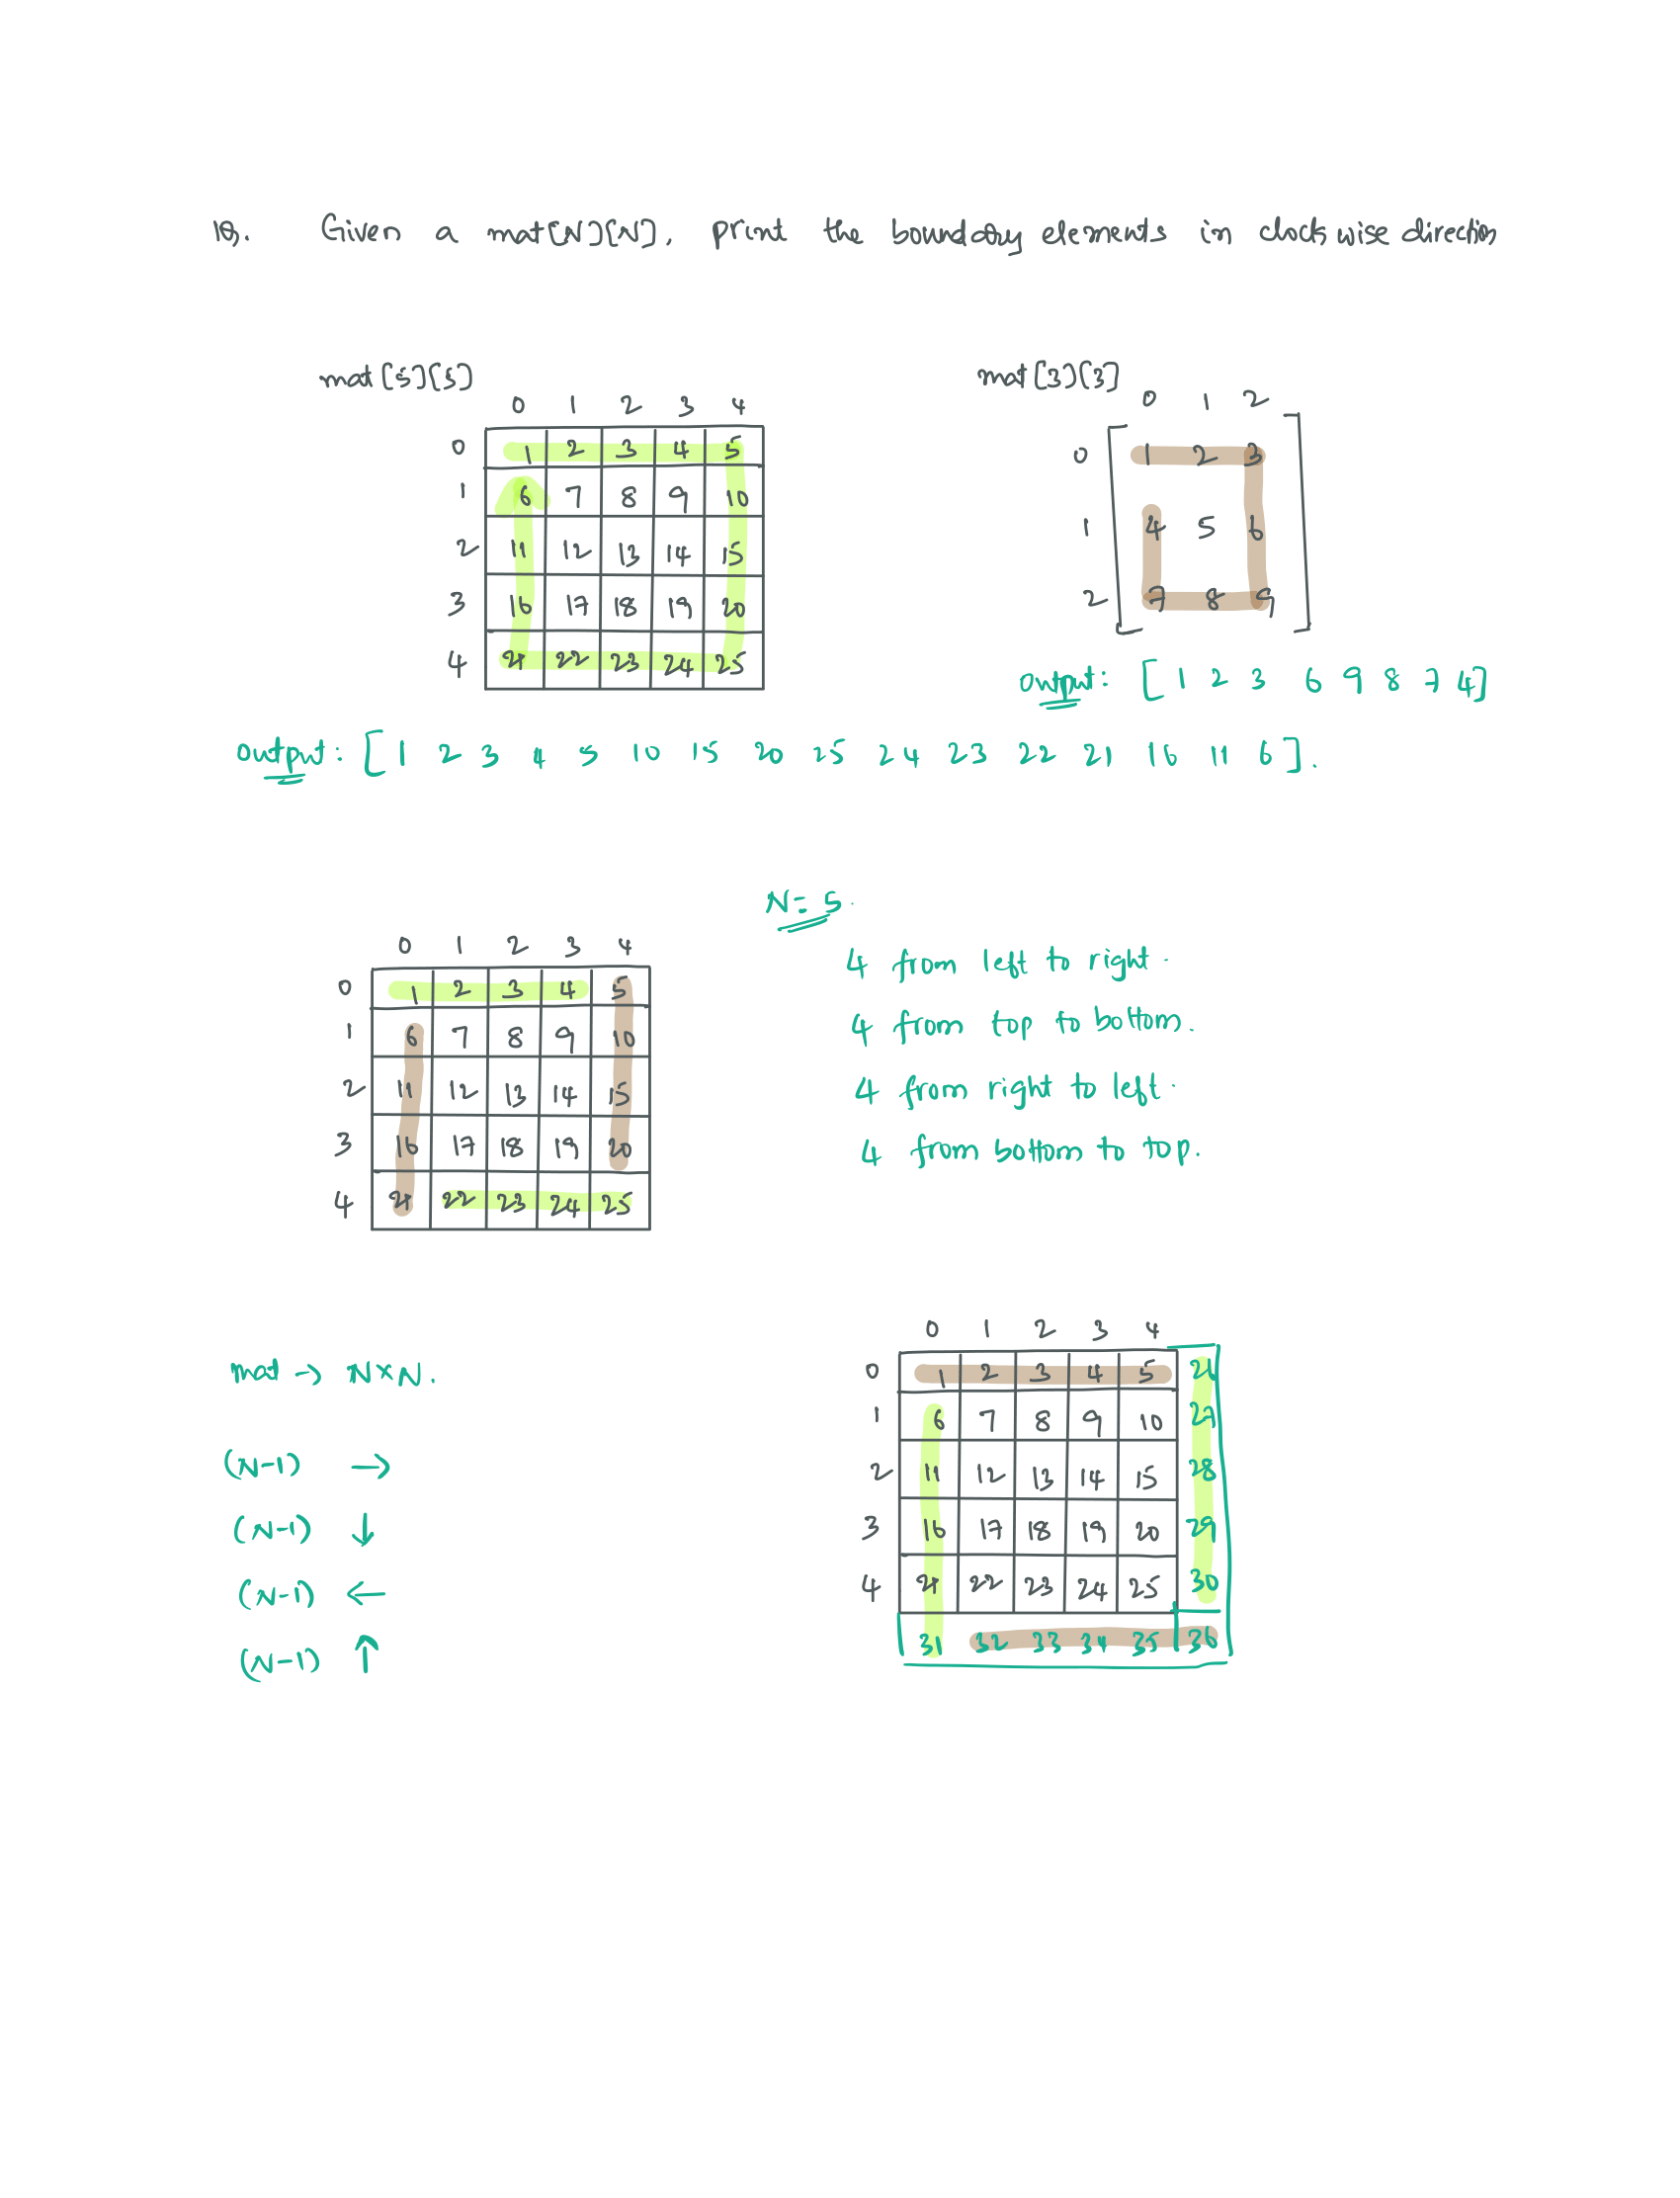 1Q. Given a mat[N][N], print the boundary elements in clockwise direction
mat[5][5]
0 1 2 3 4
0 1 2 3 4 5
1 6 7 8 9 10
2 11 12 13 14 15
3 16 17 18 19 20
4 21 22 23 24 25
output: [1 2 3 4 5 10 15 20 25 24 23 22 21 16 11 6].
mat[3][3]
0 1 2
0 1 2 3
1 4 5 6
2 7 8 9
output: [1 2 3 6 9 8 7 4]
N = 5.
0 1 2 3 4
0 1 2 3 4 5
1 6 7 8 9 10
2 11 12 13 14 15
3 16 17 18 19 20
4 21 22 23 24 25
4 from left to right.
4 from top to bottom.
4 from right to left.
4 from bottom to top.
mat → N×N.
(N-1) →
(N-1) ↓
(N-1) ←
(N-1) ↑
0 1 2 3 4
0 1 2 3 4 5 26
1 6 7 8 9 10 27
2 11 12 13 14 15 28
3 16 17 18 19 20 29
4 21 22 23 24 25 30
31 32 33 34 35 36